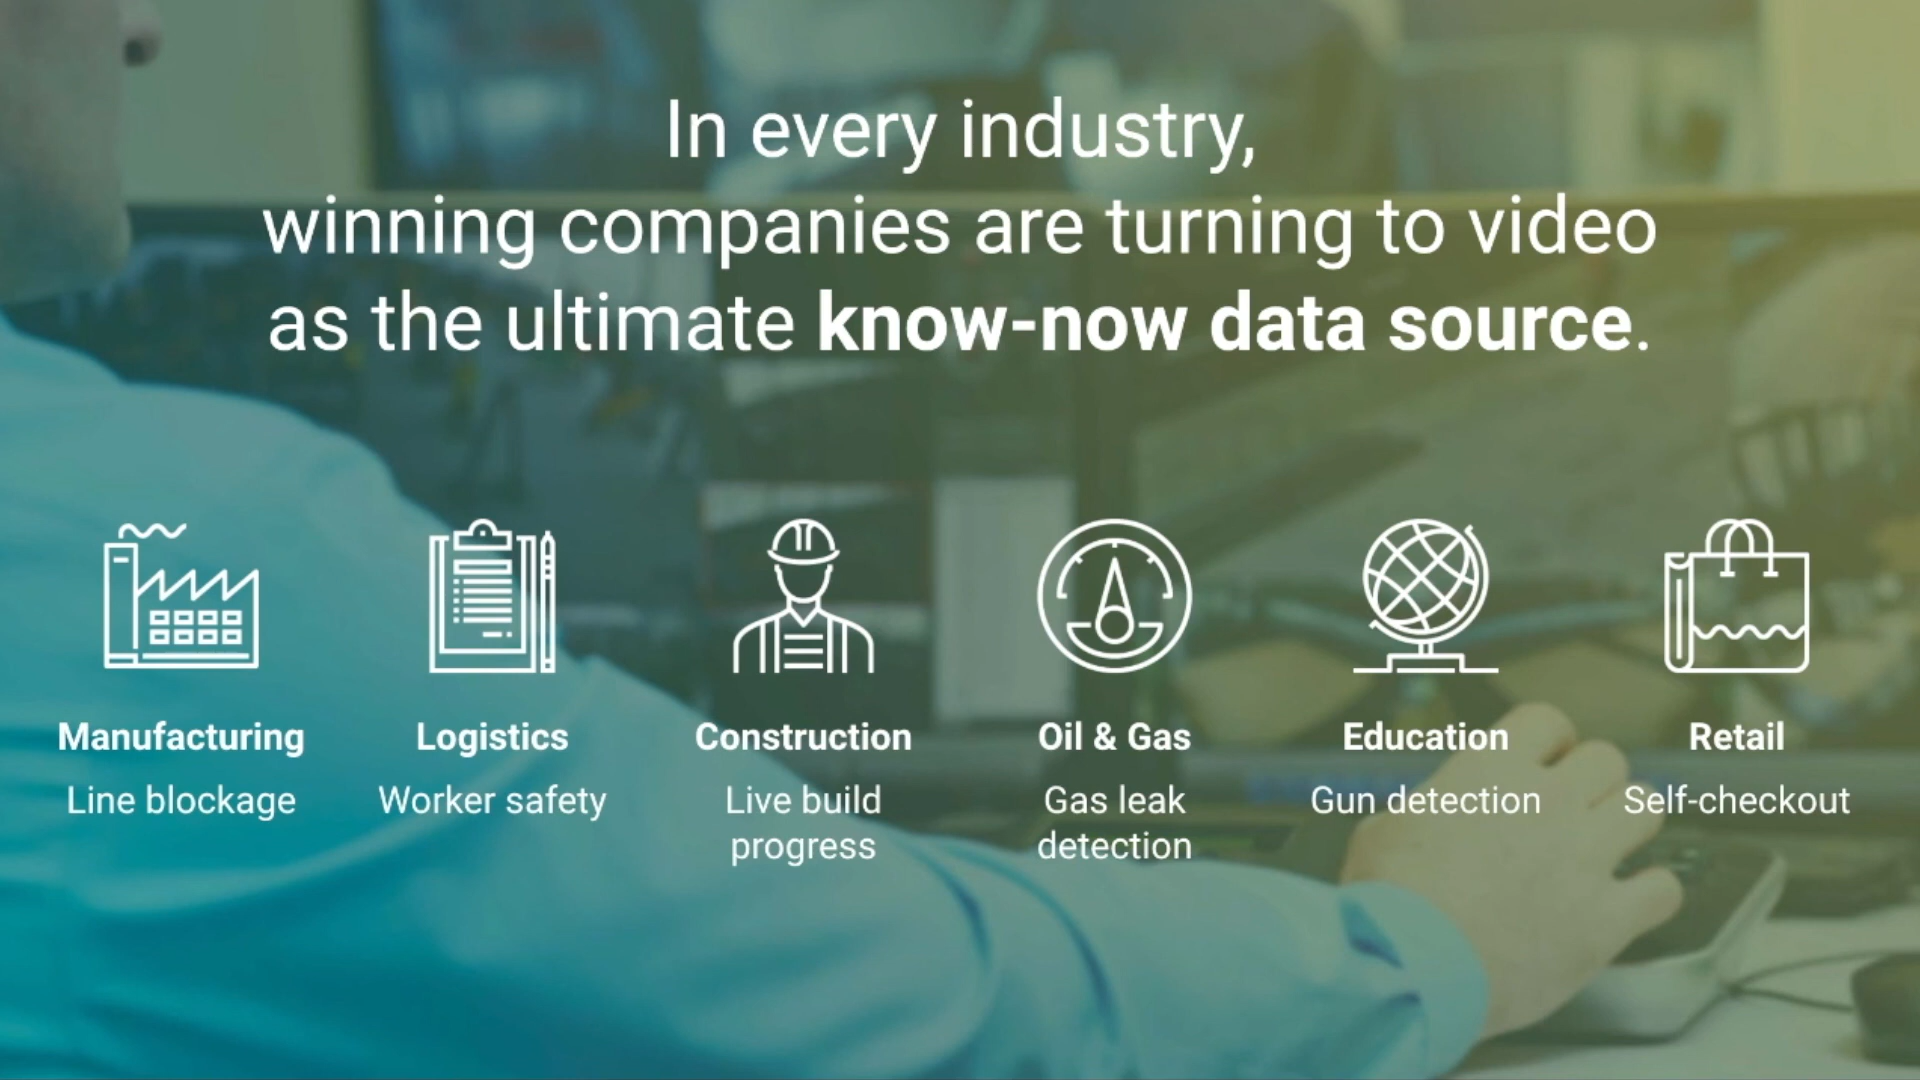 In every industry,
winning companies are turning to video
as the ultimate know-now data source.
Manufacturing
Line blockage
Logistics
Worker safety
Construction
Live build
progress
Oil & Gas
Gas leak
detection
Education
Gun detection
Retail
Self-checkout